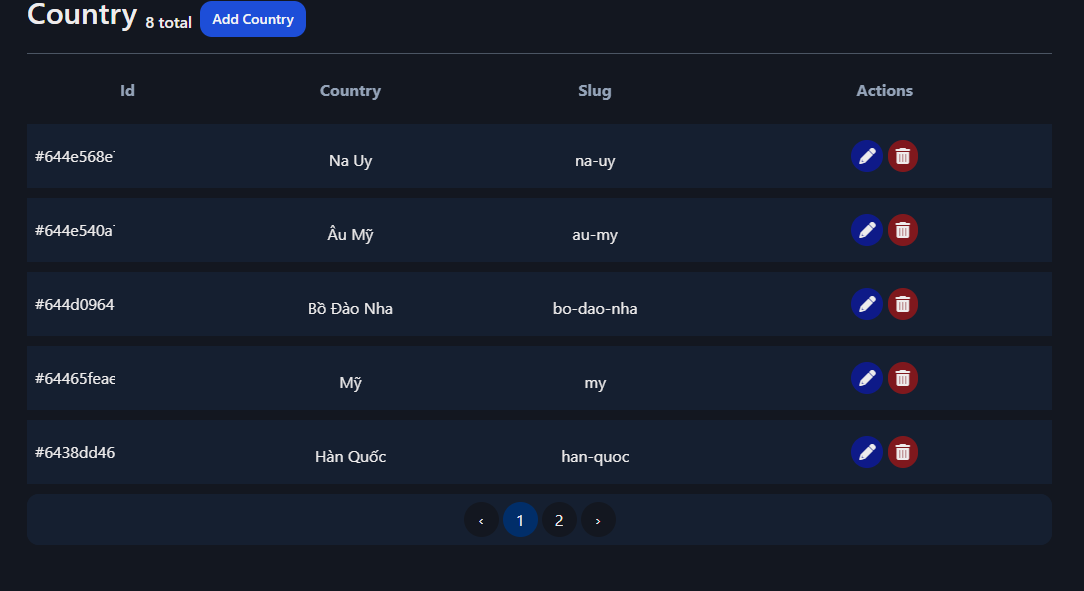 Country 8 total Add Country
Id Country Slug Actions
#644e568e Na Uy na-uy
#644e540a Âu Mỹ au-my
#644d0964 Bồ Đào Nha bo-dao-nha
#64465feae Mỹ my
#6438dd46 Hàn Quốc han-quoc
‹ 1 2 ›